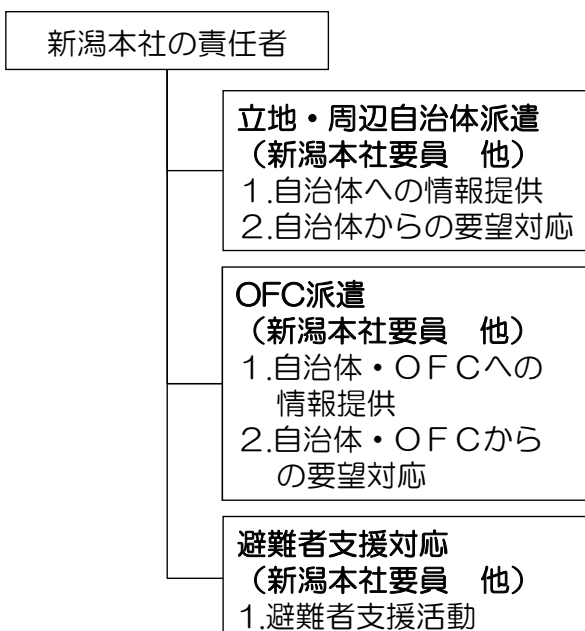 新潟本社の責任者
立地・周辺自治体派遣
(新潟本社要員　他)
１.自治体への情報提供
２.自治体からの要望対応
OFC派遣
(新潟本社要員　他)
１.自治体・ＯＦＣへの
情報提供
２.自治体・ＯＦＣから
の要望対応
避難者支援対応
(新潟本社要員　他)
１.避難者支援活動